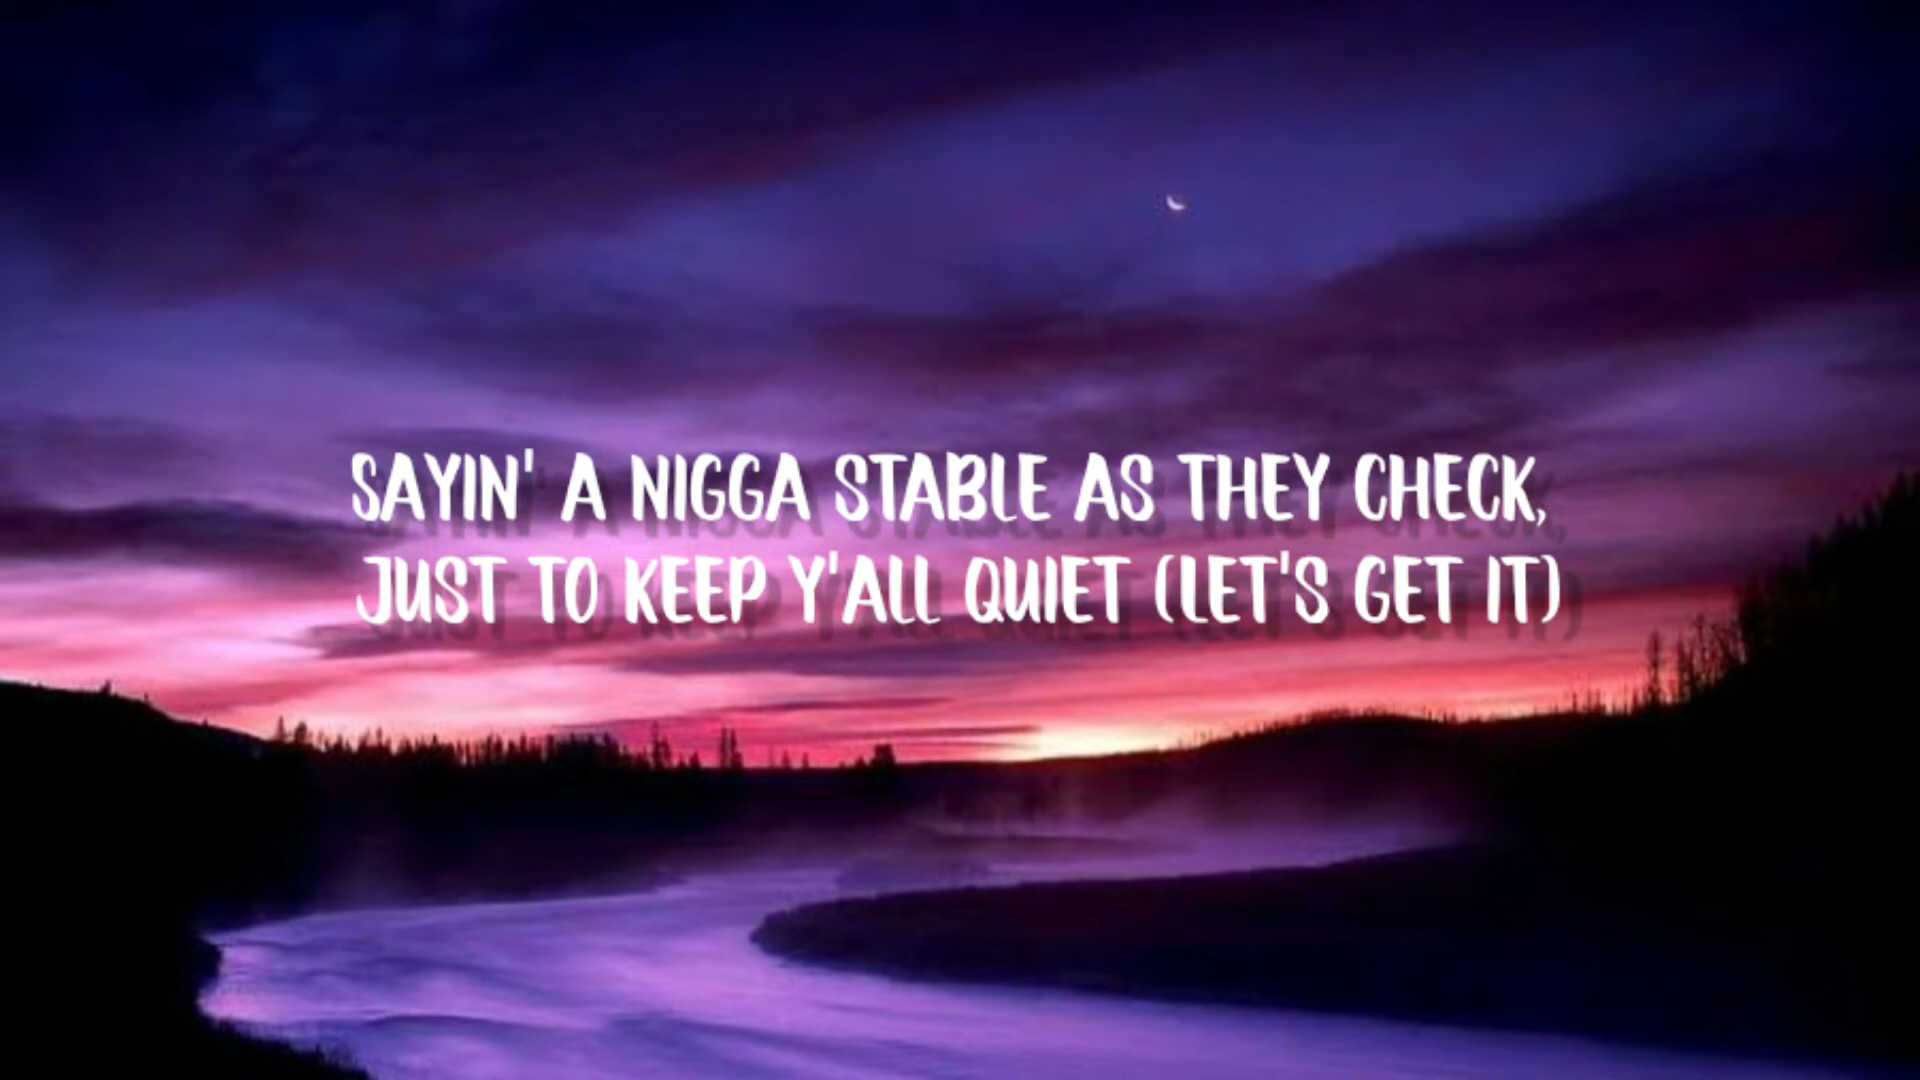 SAYIN' A NIGGA STABLE AS THEY CHECK,
JUST TO KEEP Y'ALL QUIET (LET'S GET IT)